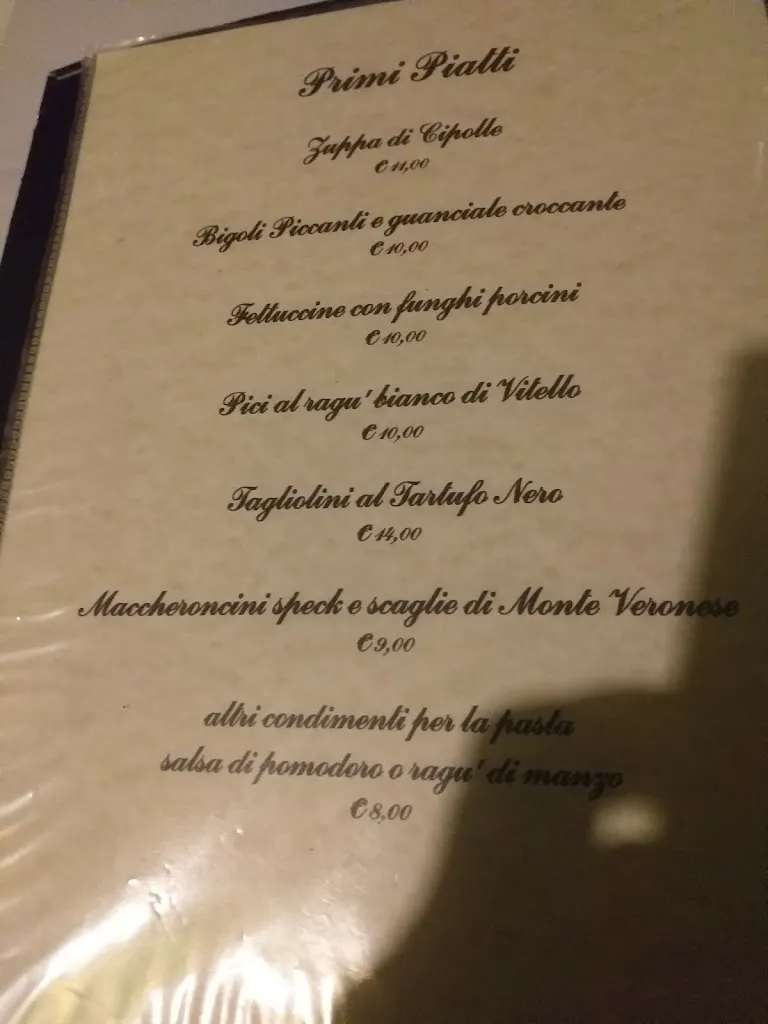 Primi Piatti
Zuppa di Cipolle
€ 11,00
Bigoli Piccanti e guanciale croccante
€ 10,00
Fettuccine con funghi porcini
€ 10,00
Pici al ragu' bianco di Vitello
€ 10,00
Tagliolini al Tartufo Nero
€ 14,00
Maccheroncini speck e scaglie di Monte Veronese
€ 9,00
altri condimenti per la pasta
salsa di pomodoro o ragu' di manzo
€ 8,00